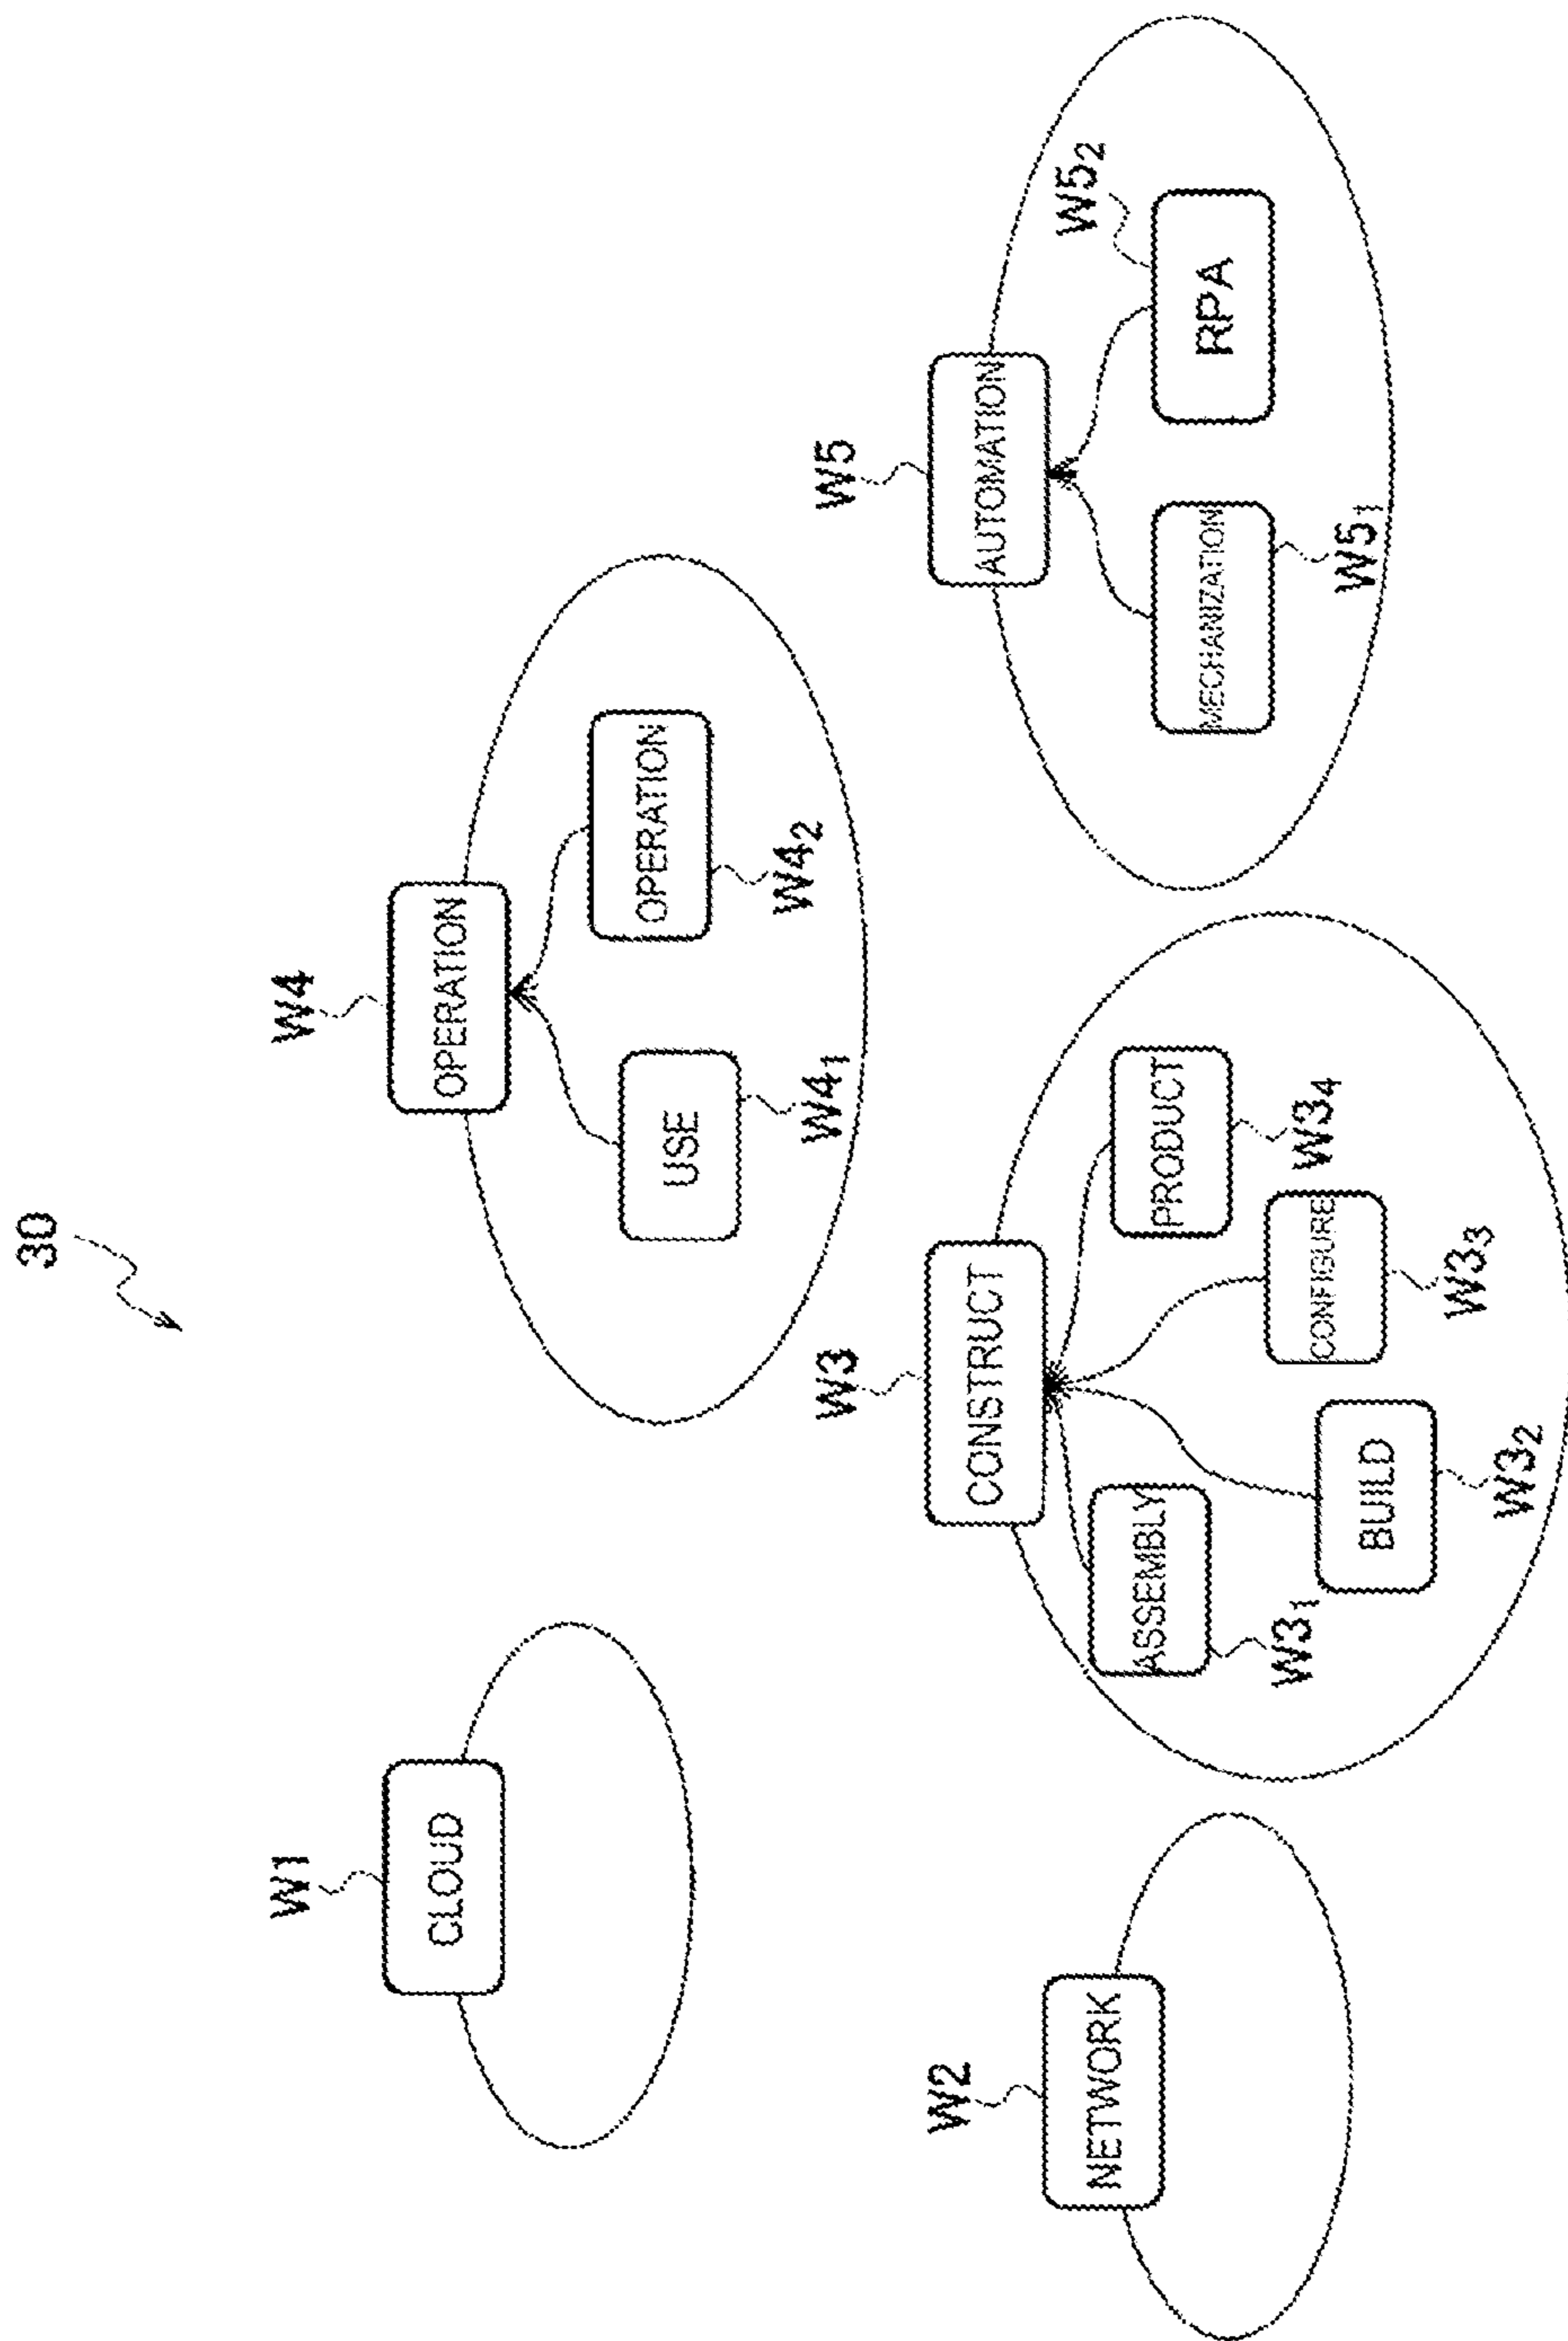 30
W1
CLOUD
W4
OPERATION
USE
W4₁
OPERATION
W4₂
W2
NETWORK
W3
CONSTRUCT
ASSEMBLY
W3₁
BUILD
W3₂
CONFIGURE
W3₃
PRODUCT
W3₄
W5
AUTOMATION
MECHANIZATION
W5₁
RPA
W5₂